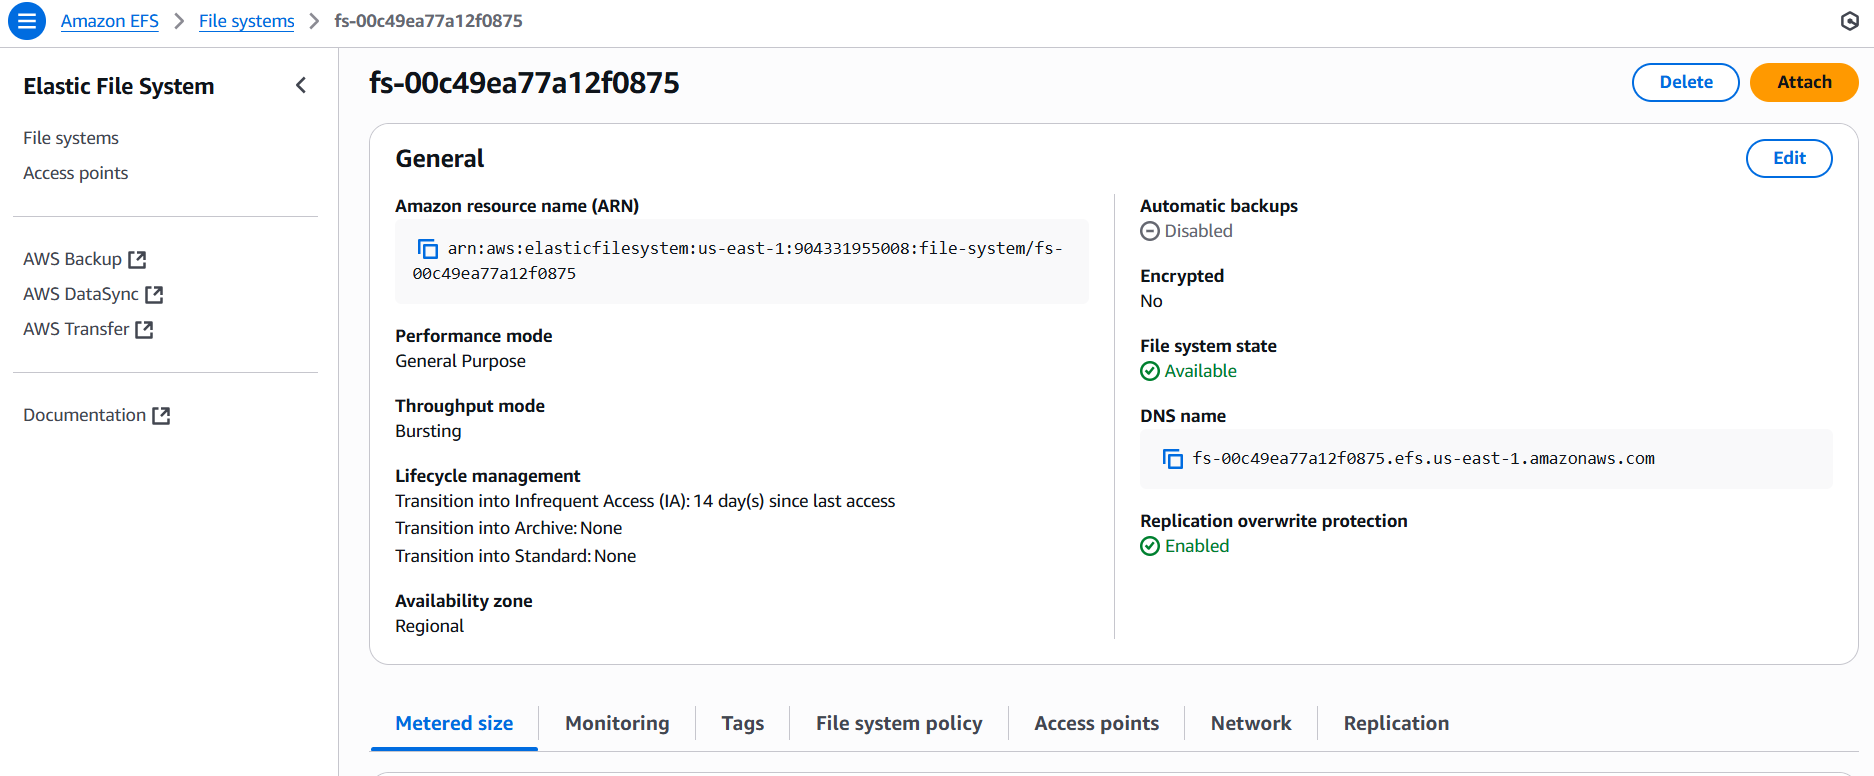 Amazon EFS > File systems > fs-00c49ea77a12f0875
Elastic File System
File systems
Access points
AWS Backup
AWS DataSync
AWS Transfer
Documentation
fs-00c49ea77a12f0875
Delete
Attach
General
Edit
Amazon resource name (ARN)
arn:aws:elasticfilesystem:us-east-1:904331955008:file-system/fs-
00c49ea77a12f0875
Performance mode
General Purpose
Throughput mode
Bursting
Lifecycle management
Transition into Infrequent Access (IA): 14 day(s) since last access
Transition into Archive: None
Transition into Standard: None
Availability zone
Regional
Automatic backups
Disabled
Encrypted
No
File system state
Available
DNS name
fs-00c49ea77a12f0875.efs.us-east-1.amazonaws.com
Replication overwrite protection
Enabled
Metered size
Monitoring
Tags
File system policy
Access points
Network
Replication